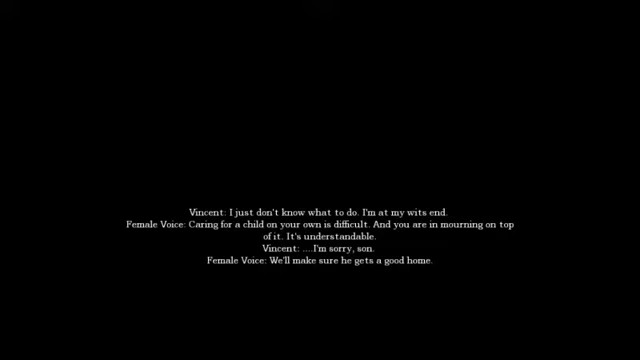 Vincent: I just don't know what to do. I'm at my wits end.
Female Voice: Caring for a child on your own is difficult. And you are in mourning on top
of it. It's understandable.
Vincent: ....I'm sorry, son.
Female Voice: We'll make sure he gets a good home.